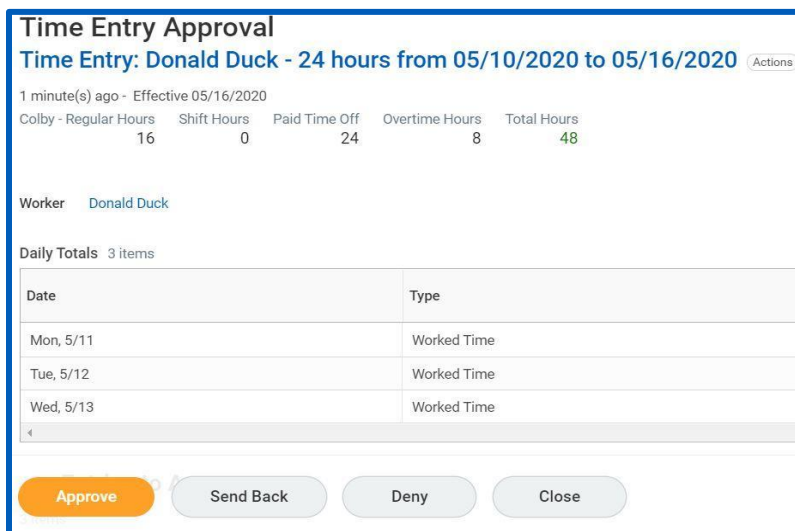 Time Entry Approval
Time Entry: Donald Duck - 24 hours from 05/10/2020 to 05/16/2020 Actions
1 minute(s) ago - Effective 05/16/2020
Colby - Regular Hours Shift Hours Paid Time Off Overtime Hours Total Hours
16 0 24 8 48
Worker Donald Duck
Daily Totals 3 items
Date Type
Mon, 5/11 Worked Time
Tue, 5/12 Worked Time
Wed, 5/13 Worked Time
Approve Send Back Deny Close